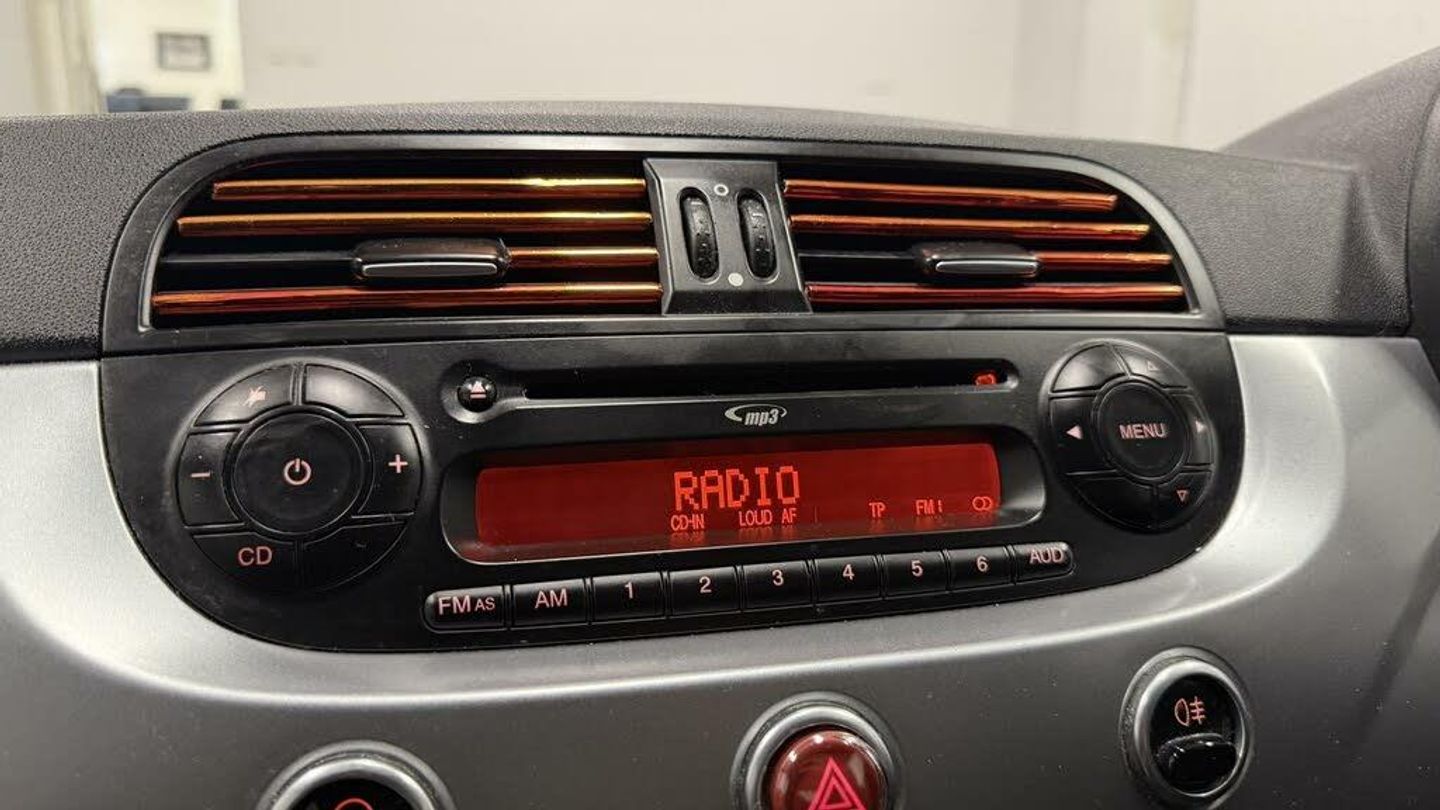 mp3
MENU
RADIO
CD-IN LOUD AF TP FM1
CD
FM AS AM 1 2 3 4 5 6 AUD